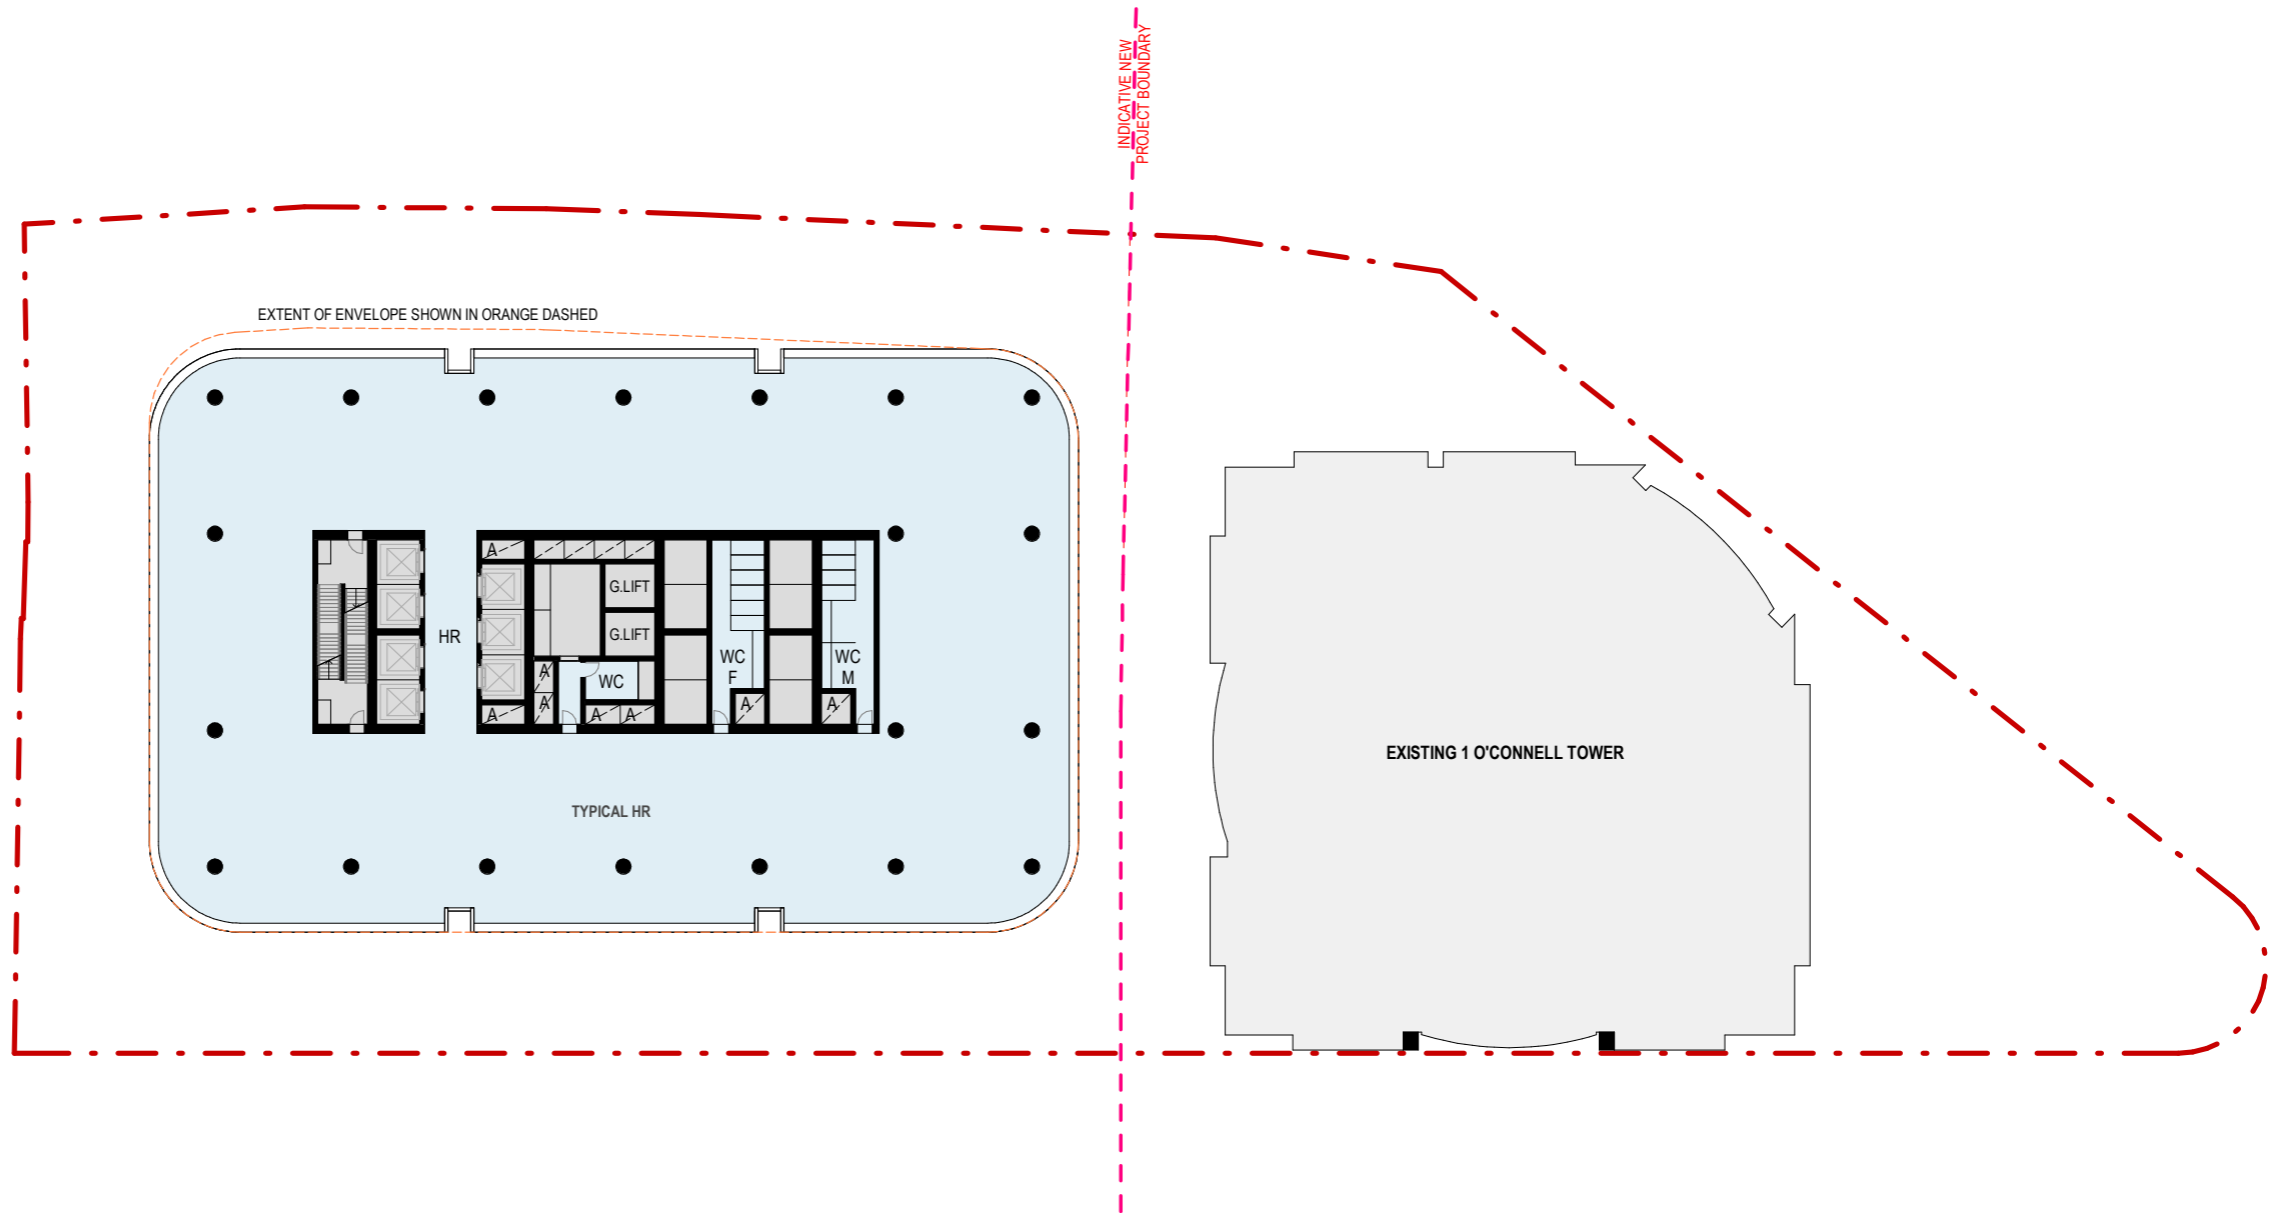 INDICATIVE NEW
PROJECT BOUNDARY
EXTENT OF ENVELOPE SHOWN IN ORANGE DASHED
A
G.LIFT
HR
G.LIFT
WC
F
WC
M
A
WC
A
A
A
A
A
A
EXISTING 1 O'CONNELL TOWER
TYPICAL HR